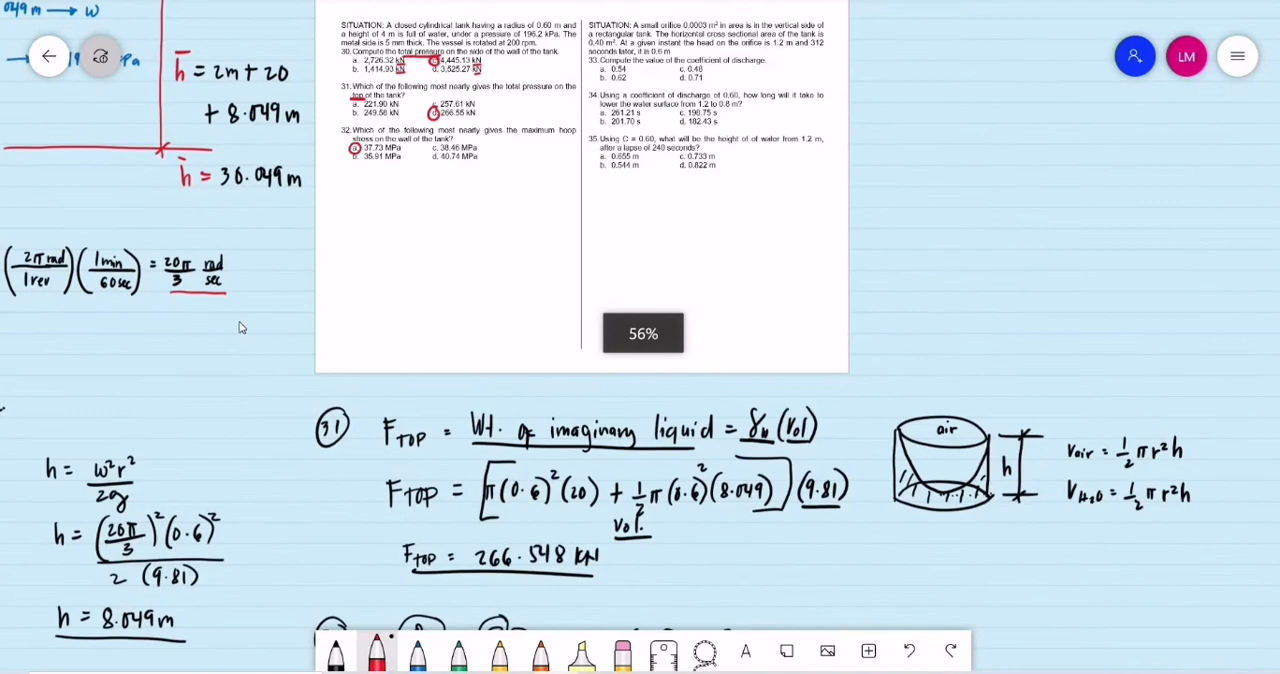 049m → w
Pa
h̄ = 2m + 20
+ 8.049m
h̄ = 30.049m
(2π rad / 1 rev) (1 min / 60 sec) = 20π/3 rad/sec
SITUATION: A closed cylindrical tank having a radius of 0.60 m and
a height of 4 m is full of water, under a pressure of 196.2 kPa. The
metal side is 5 mm thick. The vessel is rotated at 200 rpm.
30. Compute the total pressure on the side of the wall of the tank.
a. 2,726.32 kN 4,445.13 kN
b. 1,414.93 kN d. 3,525.27 kN
31. Which of the following most nearly gives the total pressure on the
top of the tank?
a. 221.90 kN c. 257.61 kN
b. 249.56 kN d. 266.55 kN
32. Which of the following most nearly gives the maximum hoop
stress on the wall of the tank?
a. 37.73 MPa c. 38.46 MPa
b. 35.91 MPa d. 40.74 MPa
SITUATION: A small orifice 0.0003 m² in area is in the vertical side of
a rectangular tank. The horizontal cross sectional area of the tank is
0.40 m². At a given instant the head on the orifice is 1.2 m and 312
seconds later, it is 0.6 m
33. Compute the value of the coefficient of discharge.
a. 0.54 c. 0.48
b. 0.62 d. 0.71
34. Using a coefficient of discharge of 0.60, how long will it take to
lower the water surface from 1.2 to 0.8 m?
a. 261.21 s c. 196.75 s
b. 201.70 s d. 182.43 s
35. Using C = 0.60, what will be the height of of water from 1.2 m,
after a lapse of 240 seconds?
a. 0.655 m c. 0.733 m
b. 0.544 m d. 0.822 m
LM
56%
h = ω²r² / 2g
h = (20π/3)² (0.6)² / 2 (9.81)
h = 8.049m
31 F_TOP = Wt. of imaginary liquid = γw (Vol)
F_TOP = [π(0.6)²(20) + ½π(0.6)²(8.049)] (9.81)
Vol.
F_TOP = 266.548 KN
air
h
Vair = ½πr²h
VH₂O = ½πr²h
A